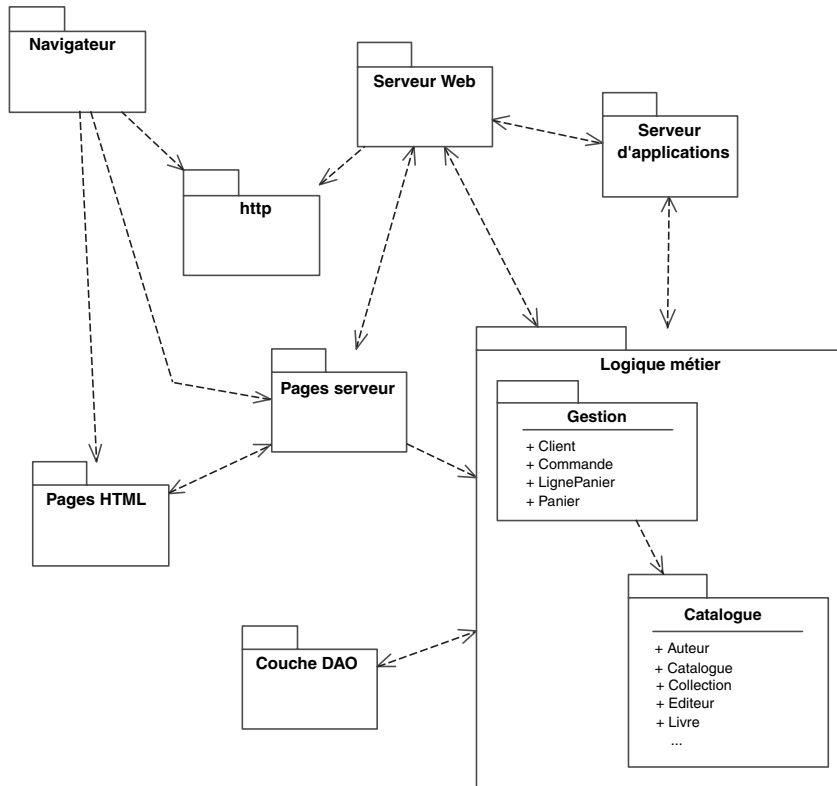 Navigateur
Serveur Web
Serveur
d'applications
http
Logique métier
Pages serveur
Gestion
+ Client
+ Commande
+ LignePanier
+ Panier
Pages HTML
Catalogue
+ Auteur
+ Catalogue
+ Collection
+ Editeur
+ Livre
...
Couche DAO